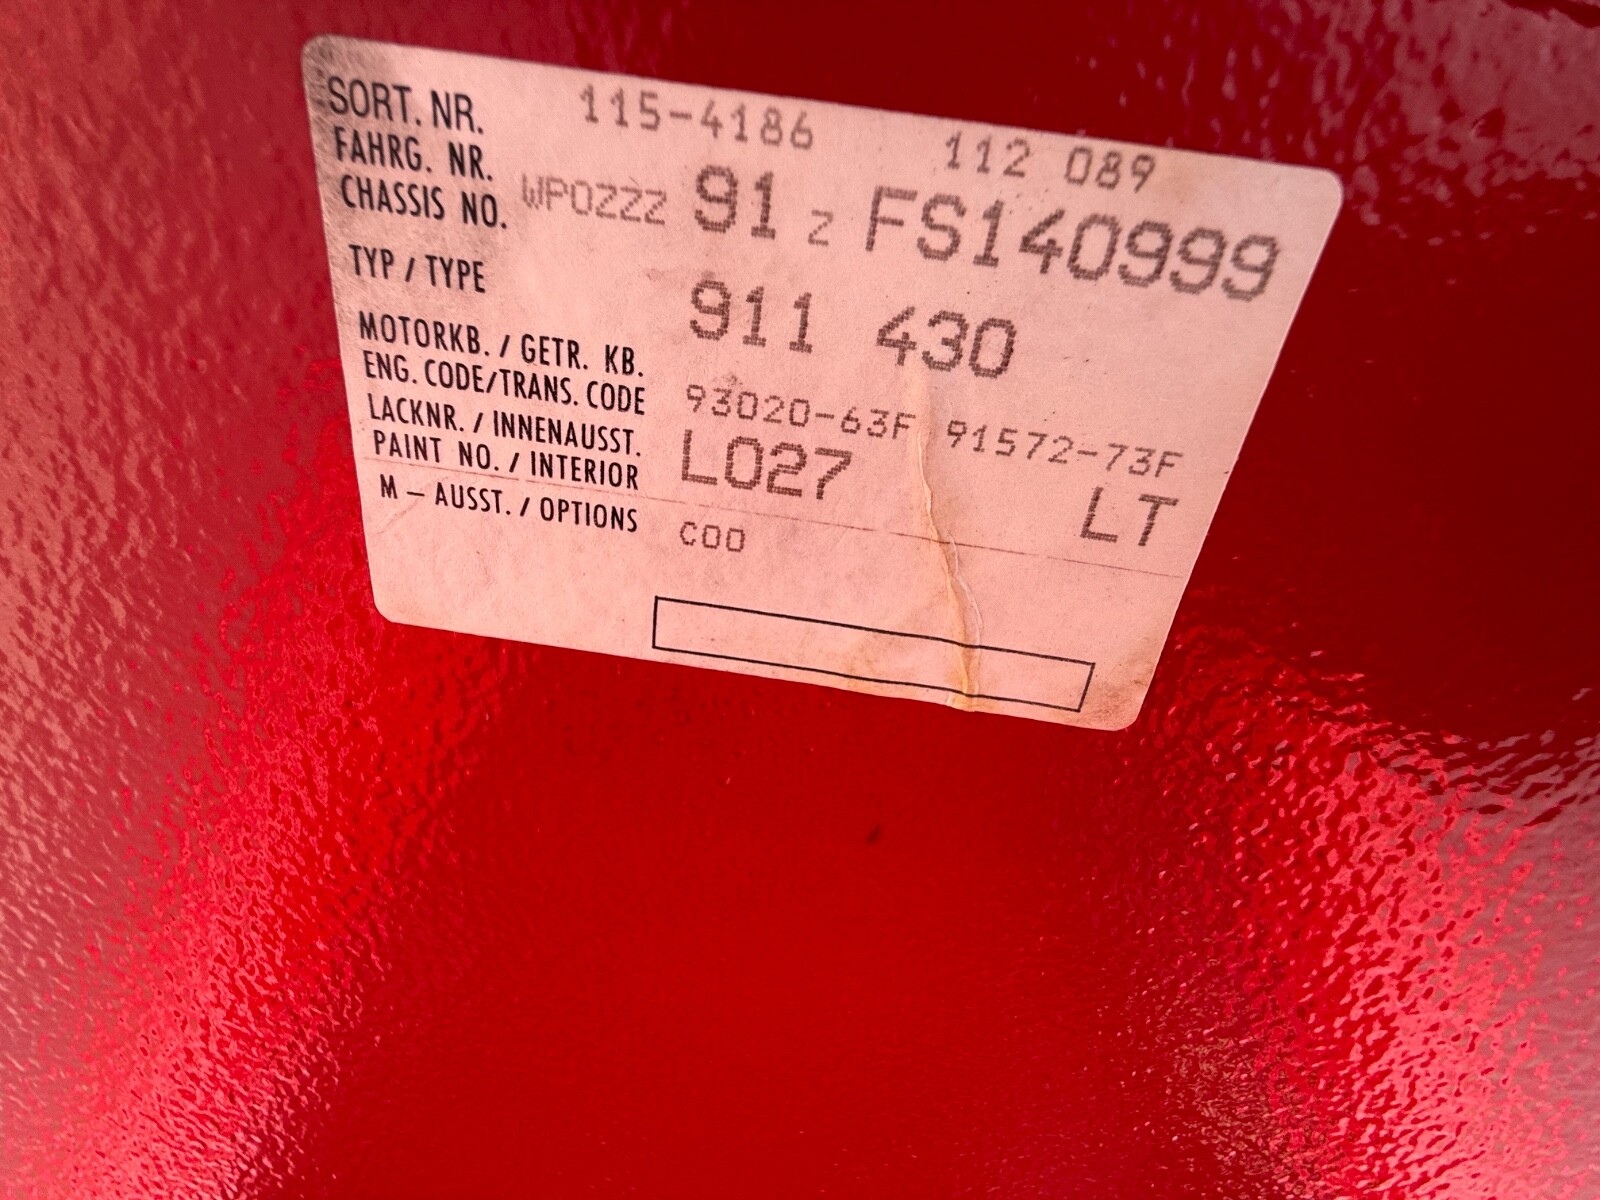 SORT. NR. 115-4186 112 089
FAHRG. NR.
CHASSIS NO. WP0ZZZ 91 Z FS140999
TYP / TYPE 911 430
MOTORKB. / GETR. KB.
ENG. CODE/TRANS. CODE 93020-63F 91572-73F
LACKNR. / INNENAUSST.
PAINT NO. / INTERIOR L027 LT
M – AUSST. / OPTIONS C00